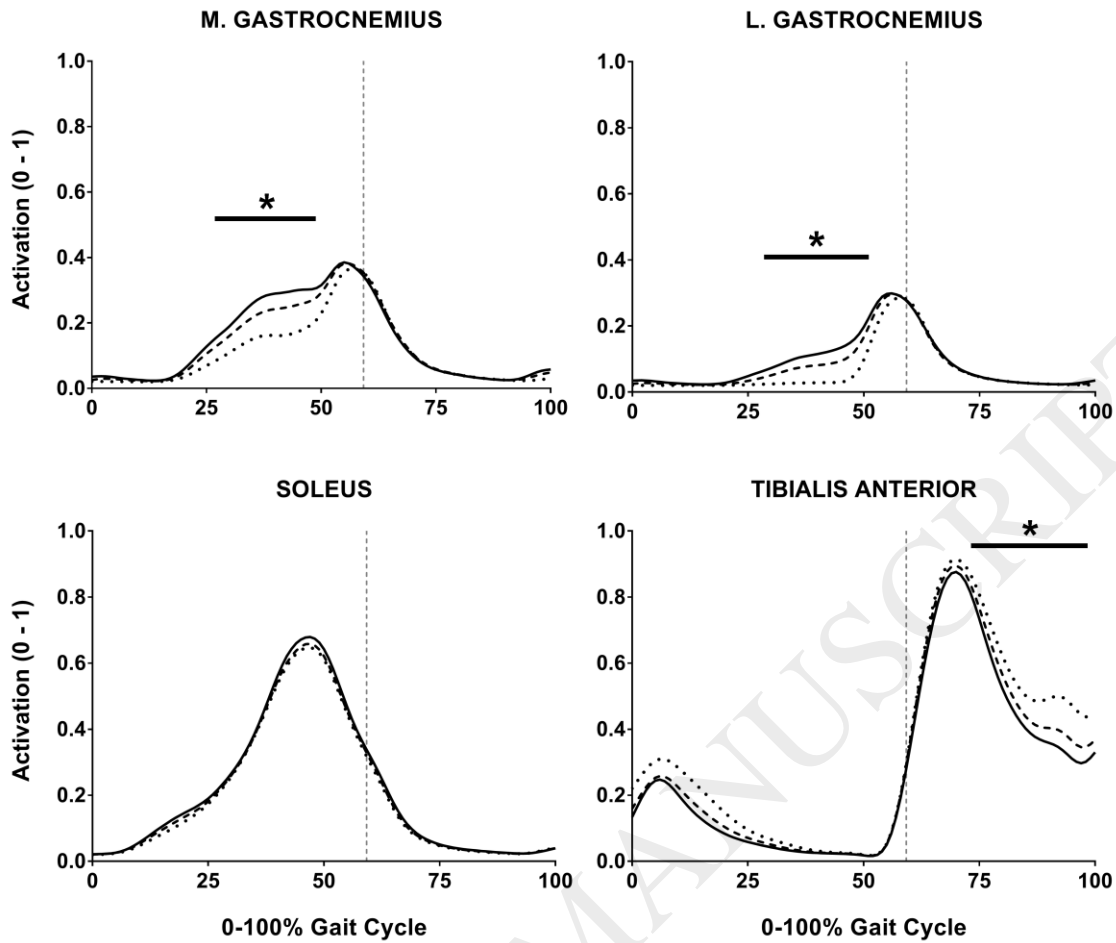 M. GASTROCNEMIUS
L. GASTROCNEMIUS
Activation (0 - 1)
1.0
0.8
0.6
0.4
0.2
0.0
*
0 25 50 75 100
1.0
0.8
0.6
0.4
0.2
0.0
*
0 25 50 75 100
SOLEUS
TIBIALIS ANTERIOR
Activation (0 - 1)
1.0
0.8
0.6
0.4
0.2
0.0
0 25 50 75 100
0-100% Gait Cycle
1.0
0.8
0.6
0.4
0.2
0.0
*
0 25 50 75 100
0-100% Gait Cycle
MANUSCRIPT